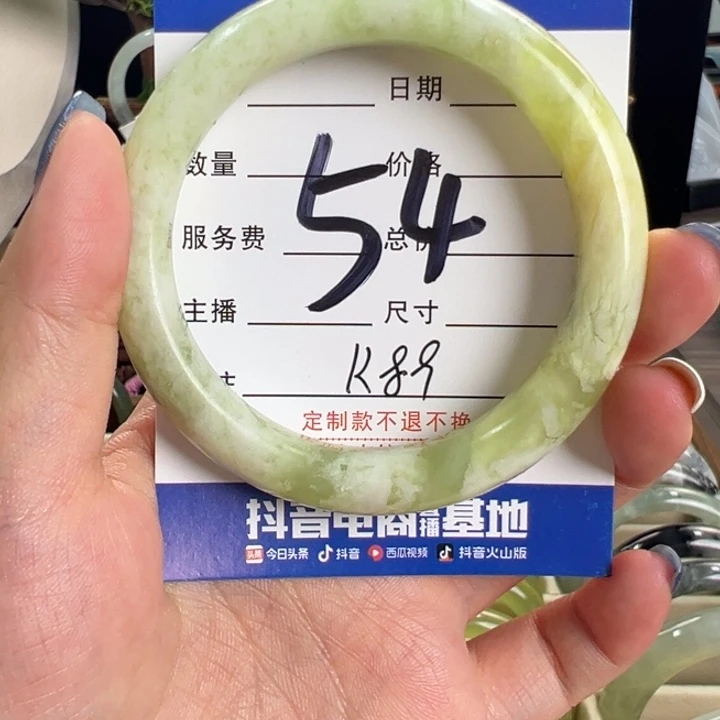 日期
数量 价格
54
服务费 总价
主播 尺寸
K89
定制款不退不换
抖音电商直播基地
今日头条 抖音 西瓜视频 抖音火山版